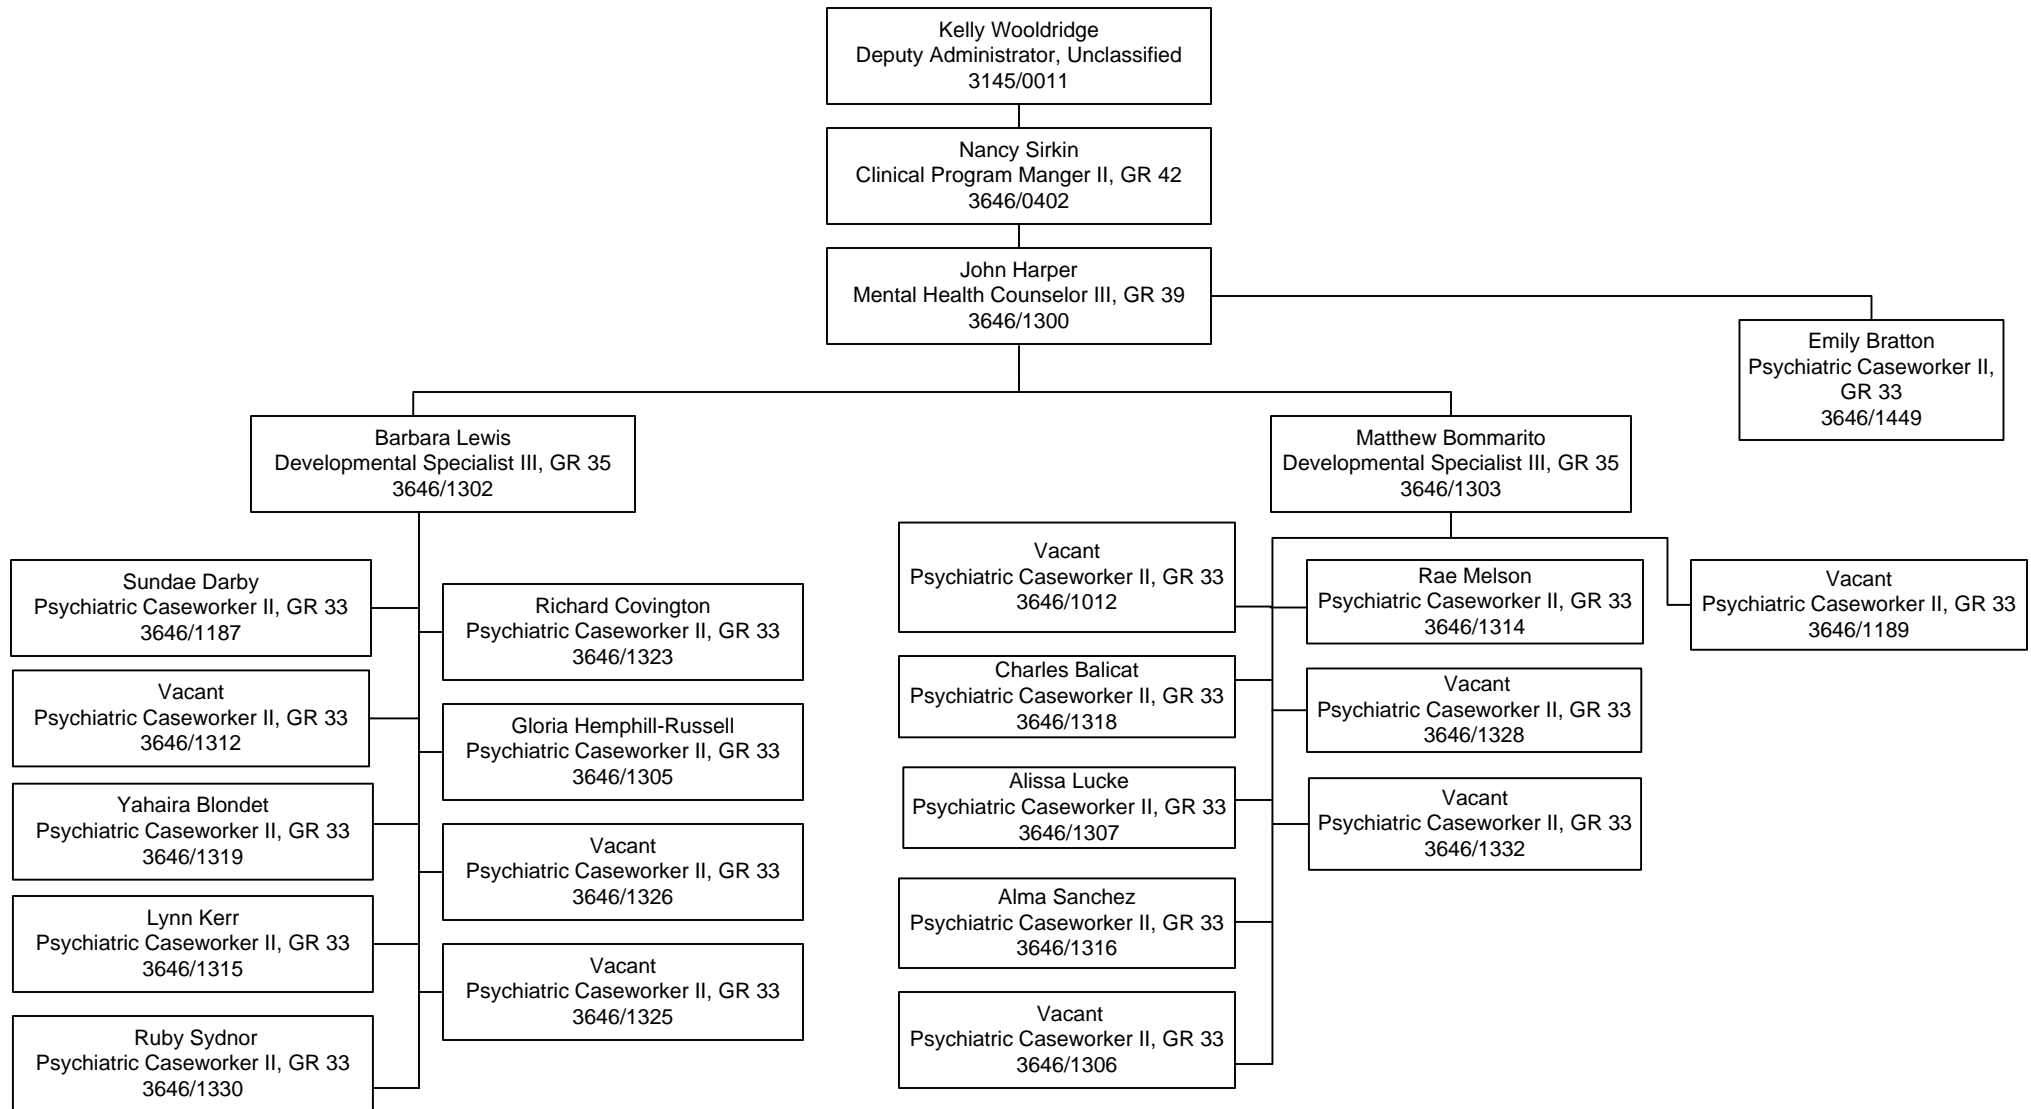 Kelly Wooldridge
Deputy Administrator, Unclassified
3145/0011
Nancy Sirkin
Clinical Program Manger II, GR 42
3646/0402
John Harper
Mental Health Counselor III, GR 39
3646/1300
Emily Bratton
Psychiatric Caseworker II,
GR 33
3646/1449
Barbara Lewis
Developmental Specialist III, GR 35
3646/1302
Matthew Bommarito
Developmental Specialist III, GR 35
3646/1303
Sundae Darby
Psychiatric Caseworker II, GR 33
3646/1187
Vacant
Psychiatric Caseworker II, GR 33
3646/1312
Yahaira Blondet
Psychiatric Caseworker II, GR 33
3646/1319
Lynn Kerr
Psychiatric Caseworker II, GR 33
3646/1315
Ruby Sydnor
Psychiatric Caseworker II, GR 33
3646/1330
Richard Covington
Psychiatric Caseworker II, GR 33
3646/1323
Gloria Hemphill-Russell
Psychiatric Caseworker II, GR 33
3646/1305
Vacant
Psychiatric Caseworker II, GR 33
3646/1326
Vacant
Psychiatric Caseworker II, GR 33
3646/1325
Vacant
Psychiatric Caseworker II, GR 33
3646/1012
Charles Balicat
Psychiatric Caseworker II, GR 33
3646/1318
Alissa Lucke
Psychiatric Caseworker II, GR 33
3646/1307
Alma Sanchez
Psychiatric Caseworker II, GR 33
3646/1316
Vacant
Psychiatric Caseworker II, GR 33
3646/1306
Rae Melson
Psychiatric Caseworker II, GR 33
3646/1314
Vacant
Psychiatric Caseworker II, GR 33
3646/1328
Vacant
Psychiatric Caseworker II, GR 33
3646/1332
Vacant
Psychiatric Caseworker II, GR 33
3646/1189